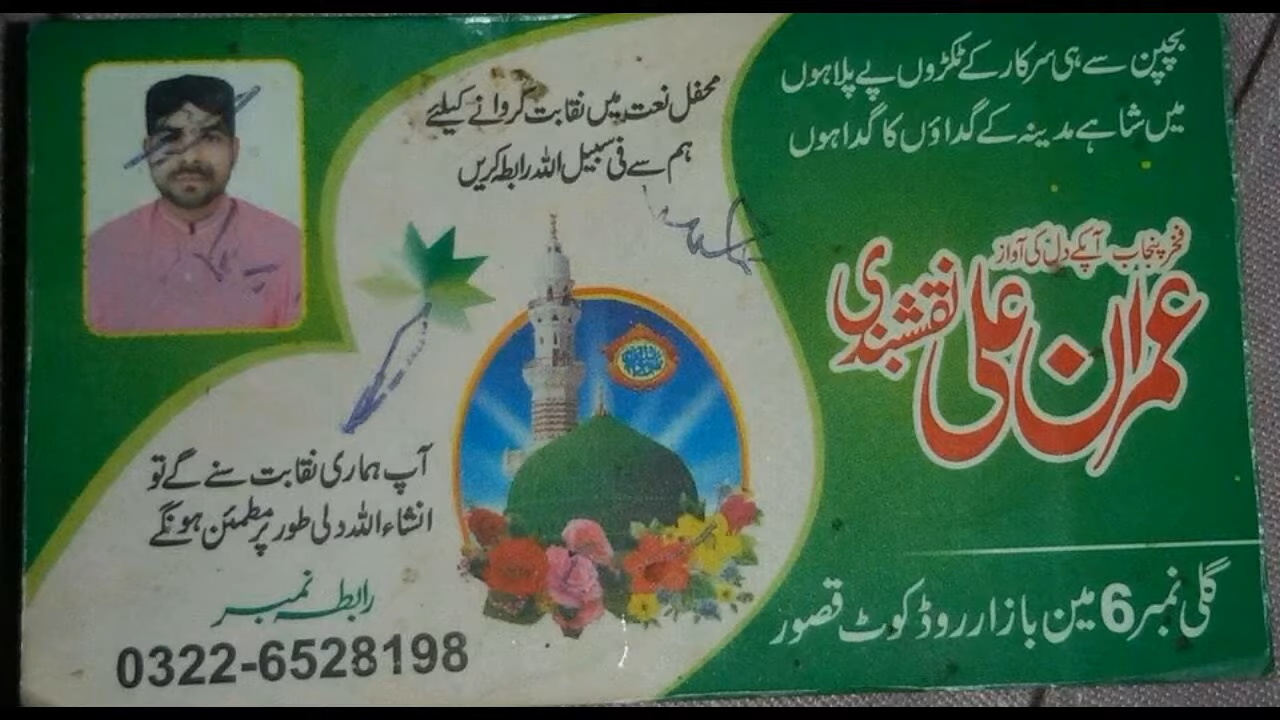 بچپن سے ہی سرکار کے ٹکڑوں پے پلا ہوں
میں شاہے مدینہ کے گداؤں کا گدا ہوں
فخر پنجاب آپکے دل کی آواز
عمران علی نقشبندی
گلی نمبر 6 مین بازار روڈ کوٹ قصور
محفل نعت میں نقابت کروانے کیلئے
ہم سے فی سبیل اللہ رابطہ کریں
آپ ہماری نقابت سنے گے تو
انشاء اللہ دلی طور پر مطمئن ہونگے
رابطہ نمبر
0322-6528198